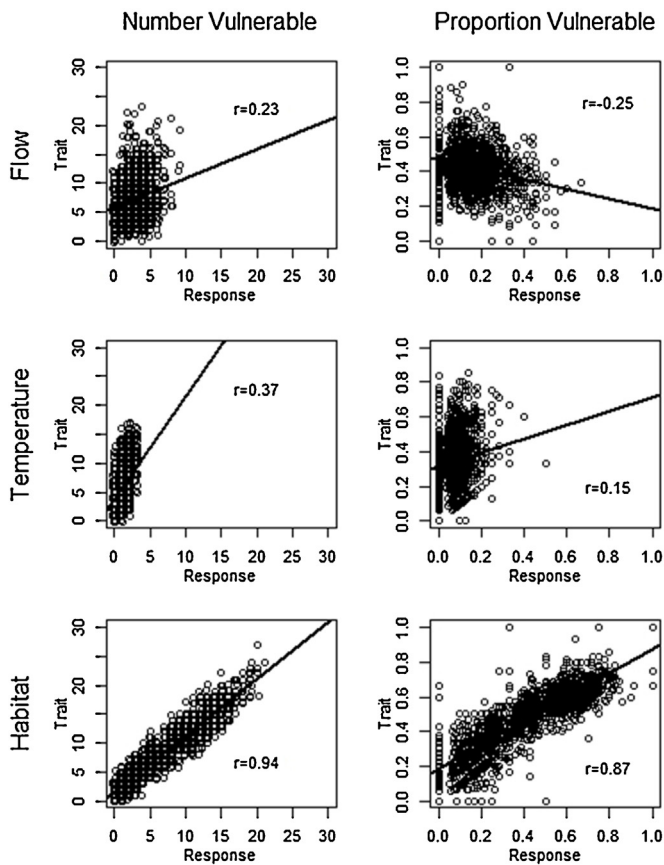 Number Vulnerable
Proportion Vulnerable
Flow
Trait
30
20
15
10
5
0
r=0.23
0 5 10 15 20 25 30
Response
Trait
1.0
0.8
0.6
0.4
0.2
0.0
r=-0.25
0.0 0.2 0.4 0.6 0.8 1.0
Response
Temperature
Trait
30
20
15
10
5
0
r=0.37
0 5 10 15 20 25 30
Response
Trait
1.0
0.8
0.6
0.4
0.2
0.0
r=0.15
0.0 0.2 0.4 0.6 0.8 1.0
Response
Habitat
Trait
30
20
15
10
5
0
r=0.94
0 5 10 15 20 25 30
Response
Trait
1.0
0.8
0.6
0.4
0.2
0.0
r=0.87
0.0 0.2 0.4 0.6 0.8 1.0
Response